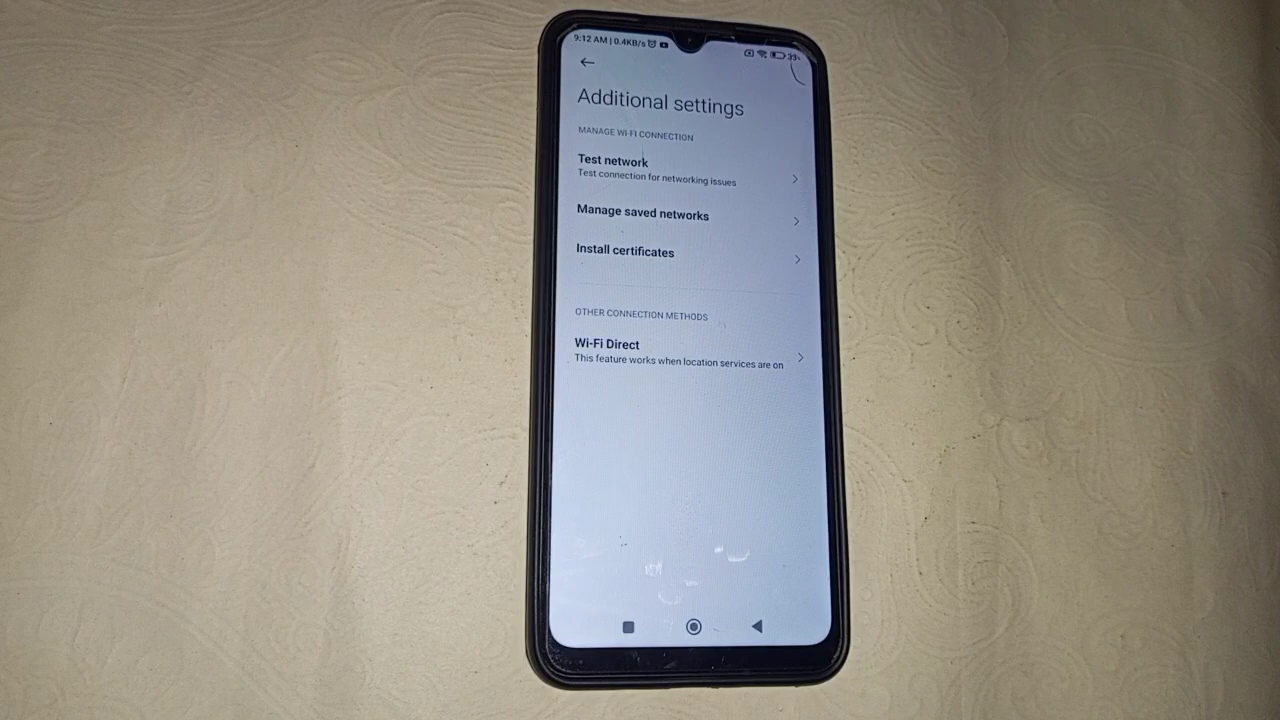 9:12 AM | 0.4KB/s
33
Additional settings
MANAGE WI-FI CONNECTION
Test network
Test connection for networking issues
Manage saved networks
Install certificates
OTHER CONNECTION METHODS
Wi-Fi Direct
This feature works when location services are on